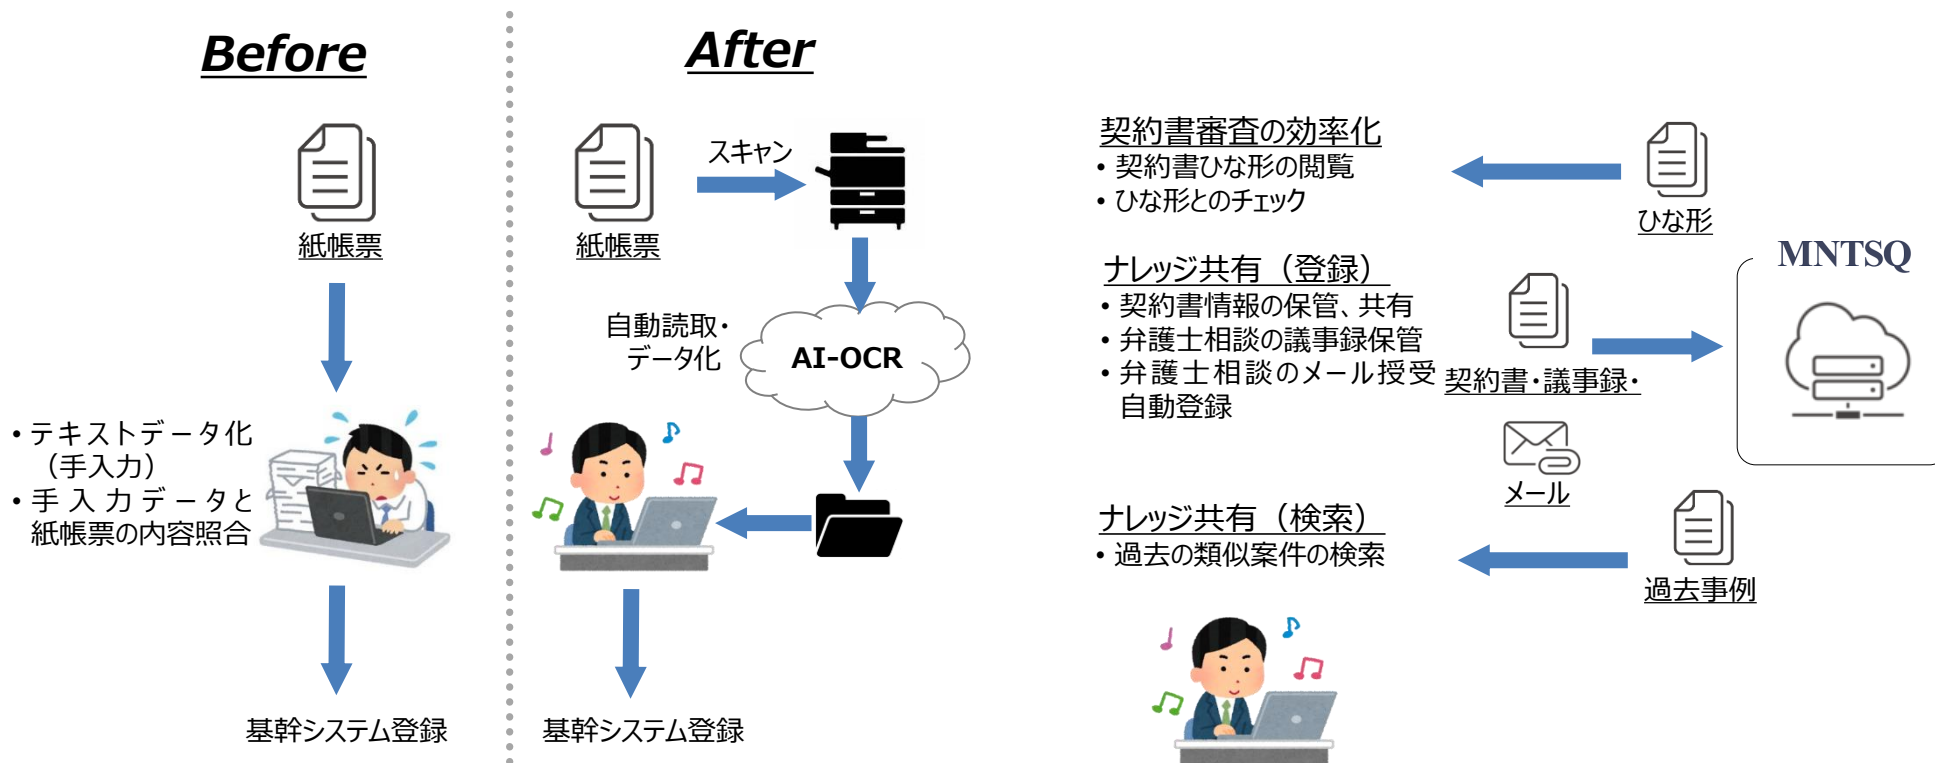 Before
紙帳票
・テキストデータ化
（手入力）
・手入力データと
紙帳票の内容照合
基幹システム登録
After
紙帳票
スキャン
自動読取・
データ化
AI-OCR
基幹システム登録
契約書審査の効率化
・契約書ひな形の閲覧
・ひな形とのチェック
ひな形
ナレッジ共有（登録）
・契約書情報の保管、共有
・弁護士相談の議事録保管
・弁護士相談のメール授受
自動登録
契約書・議事録・
メール
MNTSQ
ナレッジ共有（検索）
・過去の類似案件の検索
過去事例